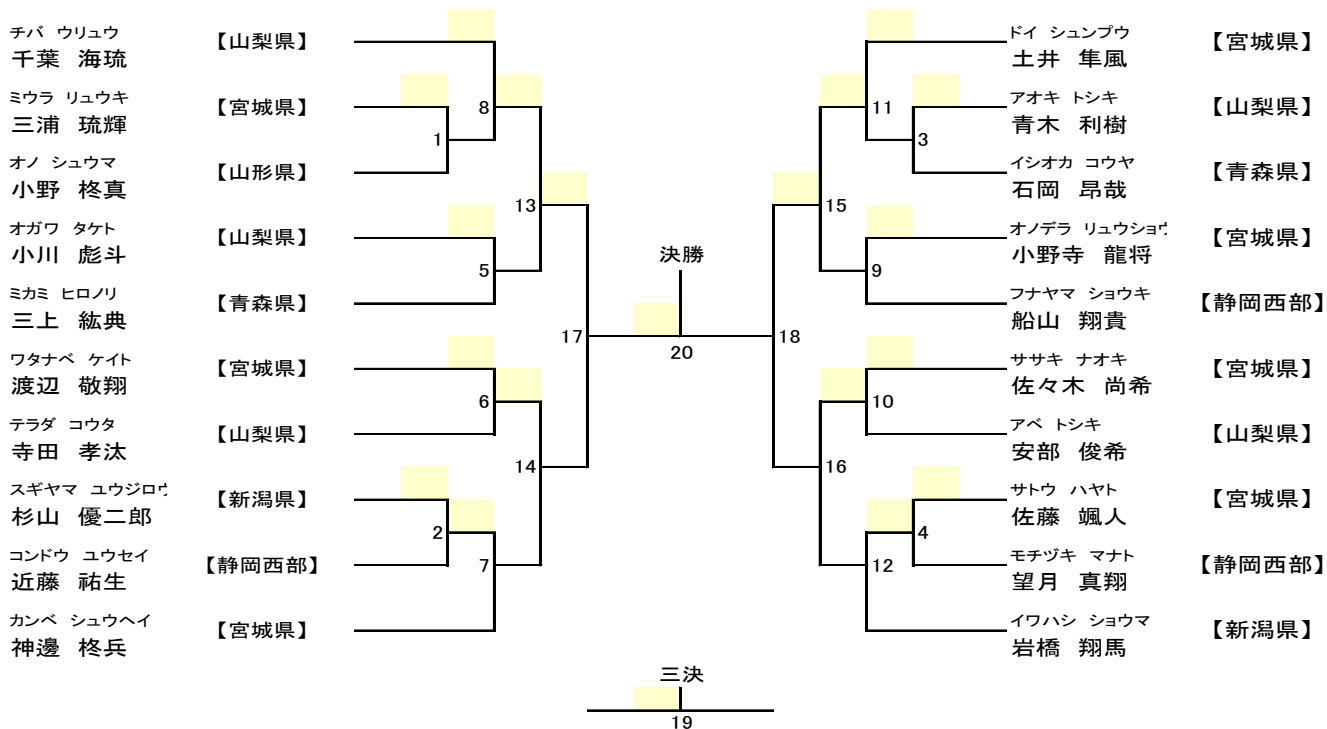 チバ ウリュウ
千葉 海琉
【山梨県】
ミウラ リュウキ
三浦 琉輝
【宮城県】
オノ シュウマ
小野 柊真
【山形県】
オガワ タケト
小川 彪斗
【山梨県】
ミカミ ヒロノリ
三上 紘典
【青森県】
ワタナベ ケイト
渡辺 敬翔
【宮城県】
テラダ コウタ
寺田 孝汰
【山梨県】
スギヤマ ユウジロウ
杉山 優二郎
【新潟県】
コンドウ ユウセイ
近藤 祐生
【静岡西部】
カンベ シュウヘイ
神邊 柊兵
【宮城県】
1
8
13
5
17
6
14
2
7
決勝
20
三決
19
11
3
15
9
18
10
16
4
12
ドイ シュンプウ
土井 隼風
【宮城県】
アオキ トシキ
青木 利樹
【山梨県】
イシオカ コウヤ
石岡 昂哉
【青森県】
オノデラ リュウショウ
小野寺 龍将
【宮城県】
フナヤマ ショウキ
船山 翔貴
【静岡西部】
ササキ ナオキ
佐々木 尚希
【宮城県】
アベ トシキ
安部 俊希
【山梨県】
サトウ ハヤト
佐藤 颯人
【宮城県】
モチヅキ マナト
望月 真翔
【静岡西部】
イワハシ ショウマ
岩橋 翔馬
【新潟県】